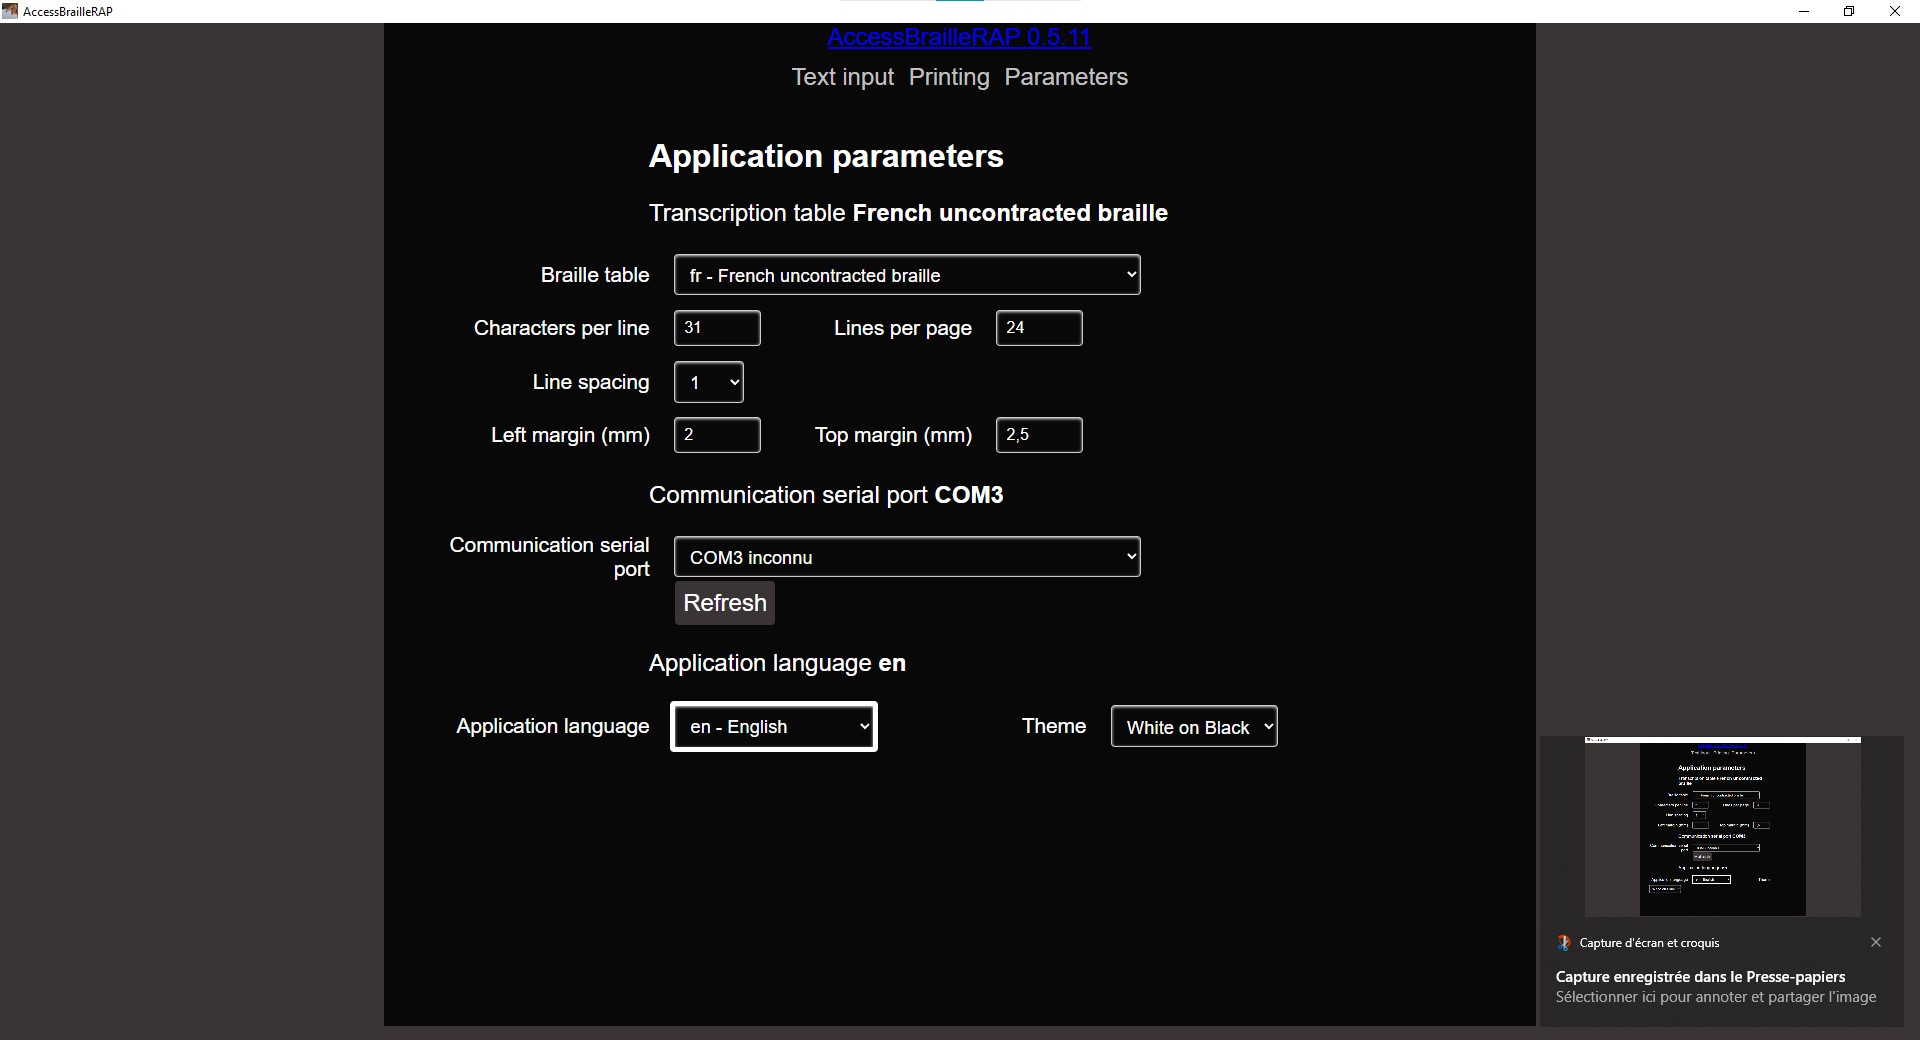 AccessBrailleRAP
AccessBrailleRAP 0.5.11
Text input Printing Parameters
Application parameters
Transcription table French uncontracted braille
Braille table fr - French uncontracted braille
Characters per line 31 Lines per page 24
Line spacing 1
Left margin (mm) 2 Top margin (mm) 2,5
Communication serial port COM3
Communication serial
port
COM3 inconnu
Refresh
Application language en
Application language en - English Theme White on Black
Application parameters
Capture d'écran et croquis
Capture enregistrée dans le Presse-papiers
Sélectionner ici pour annoter et partager l'image